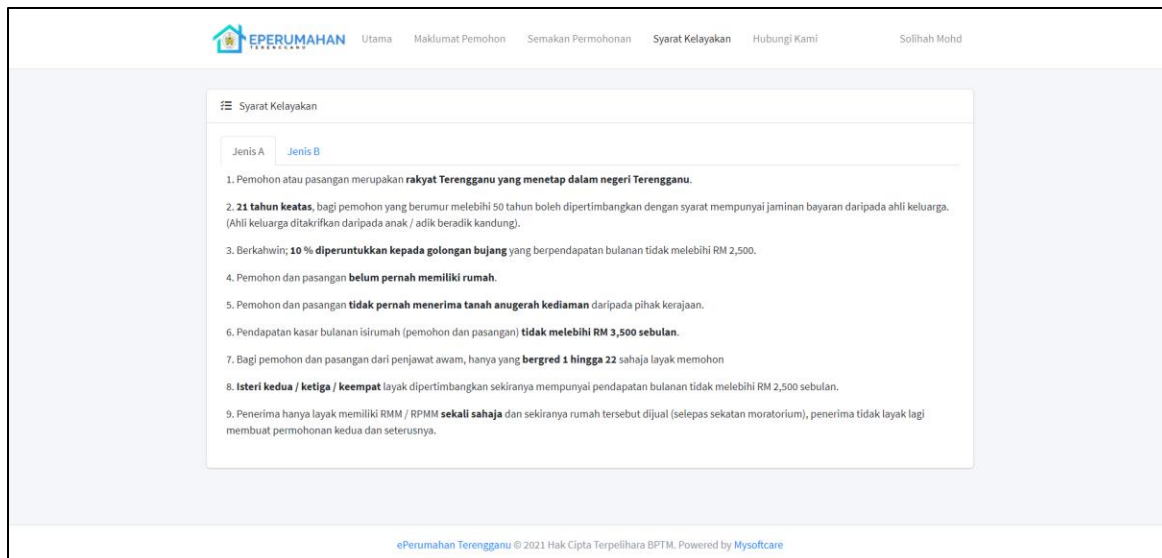 EPERUMAHAN
TERENGGANU
Utama Maklumat Pemohon Semakan Permohonan Syarat Kelayakan Hubungi Kami Solihah Mohd
Syarat Kelayakan
Jenis A Jenis B
1. Pemohon atau pasangan merupakan rakyat Terengganu yang menetap dalam negeri Terengganu.
2. 21 tahun keatas, bagi pemohon yang berumur melebihi 50 tahun boleh dipertimbangkan dengan syarat mempunyai jaminan bayaran daripada ahli keluarga.
(Ahli keluarga ditakrifkan daripada anak / adik beradik kandung).
3. Berkahwin; 10 % diperuntukkan kepada golongan bujang yang berpendapatan bulanan tidak melebihi RM 2,500.
4. Pemohon dan pasangan belum pernah memiliki rumah.
5. Pemohon dan pasangan tidak pernah menerima tanah anugerah kediaman daripada pihak kerajaan.
6. Pendapatan kasar bulanan isirumah (pemohon dan pasangan) tidak melebihi RM 3,500 sebulan.
7. Bagi pemohon dan pasangan dari penjawat awam, hanya yang bergred 1 hingga 22 sahaja layak memohon
8. Isteri kedua / ketiga / keempat layak dipertimbangkan sekiranya mempunyai pendapatan bulanan tidak melebihi RM 2,500 sebulan.
9. Penerima hanya layak memiliki RMM / RPMM sekali sahaja dan sekiranya rumah tersebut dijual (selepas sekatan moratorium), penerima tidak layak lagi
membuat permohonan kedua dan seterusnya.
ePerumahan Terengganu © 2021 Hak Cipta Terpelihara BPTM. Powered by Mysoftcare